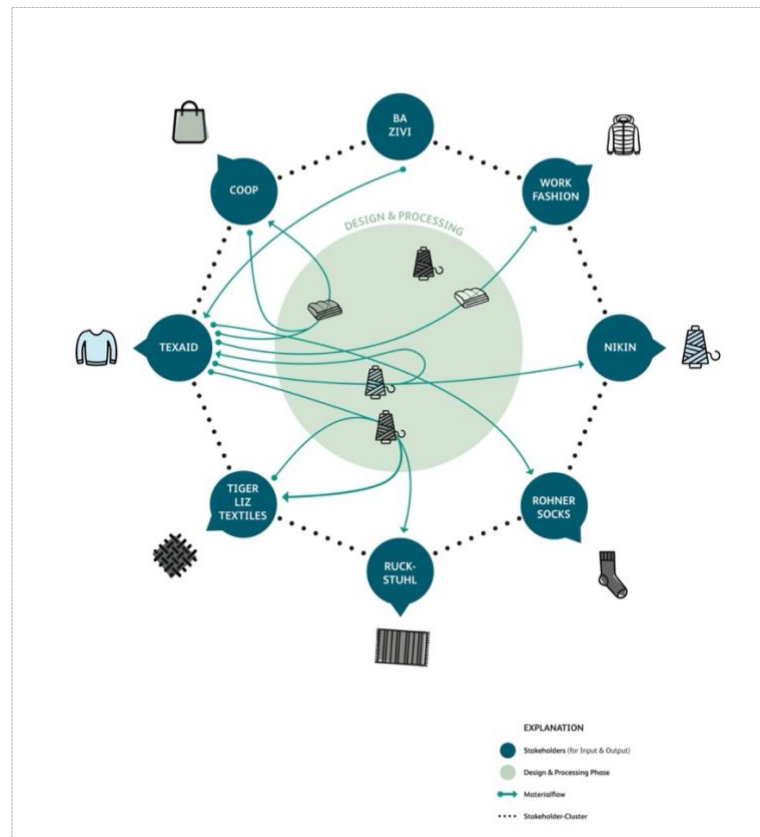 BA
ZIVI
COOP
WORK
FASHION
DESIGN & PROCESSING
TEXAID
NIKIN
TIGER
LIZ
TEXTILES
ROHNER
SOCKS
RUCK-
STUHL
EXPLANATION
Stakeholders (for Input & Output)
Design & Processing Phase
Materialflow
Stakeholder-Cluster